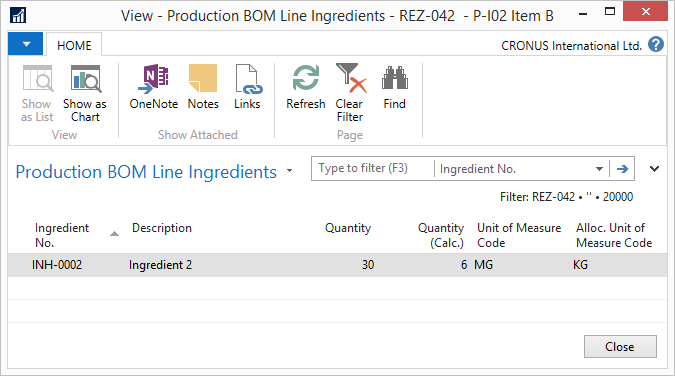 View - Production BOM Line Ingredients - REZ-042 - P-I02 Item B
HOME
CRONUS International Ltd.
Show as List
Show as Chart
OneNote
Notes
Links
Refresh
Clear Filter
Find
View
Show Attached
Page
Production BOM Line Ingredients
Type to filter (F3)
Ingredient No.
Filter: REZ-042 • '' • 20000
Ingredient No.
Description
Quantity
Quantity (Calc.)
Unit of Measure Code
Alloc. Unit of Measure Code
INH-0002
Ingredient 2
30
6
MG
KG
Close